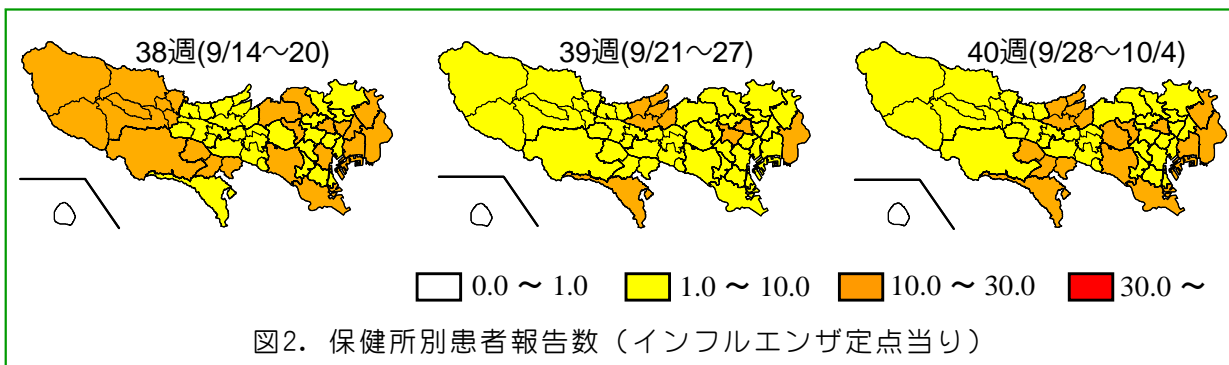 38週(9/14～20) 39週(9/21～27) 40週(9/28～10/4)
0.0 ～ 1.0 1.0 ～ 10.0 10.0 ～ 30.0 30.0 ～
図2. 保健所別患者報告数（インフルエンザ定点当り）